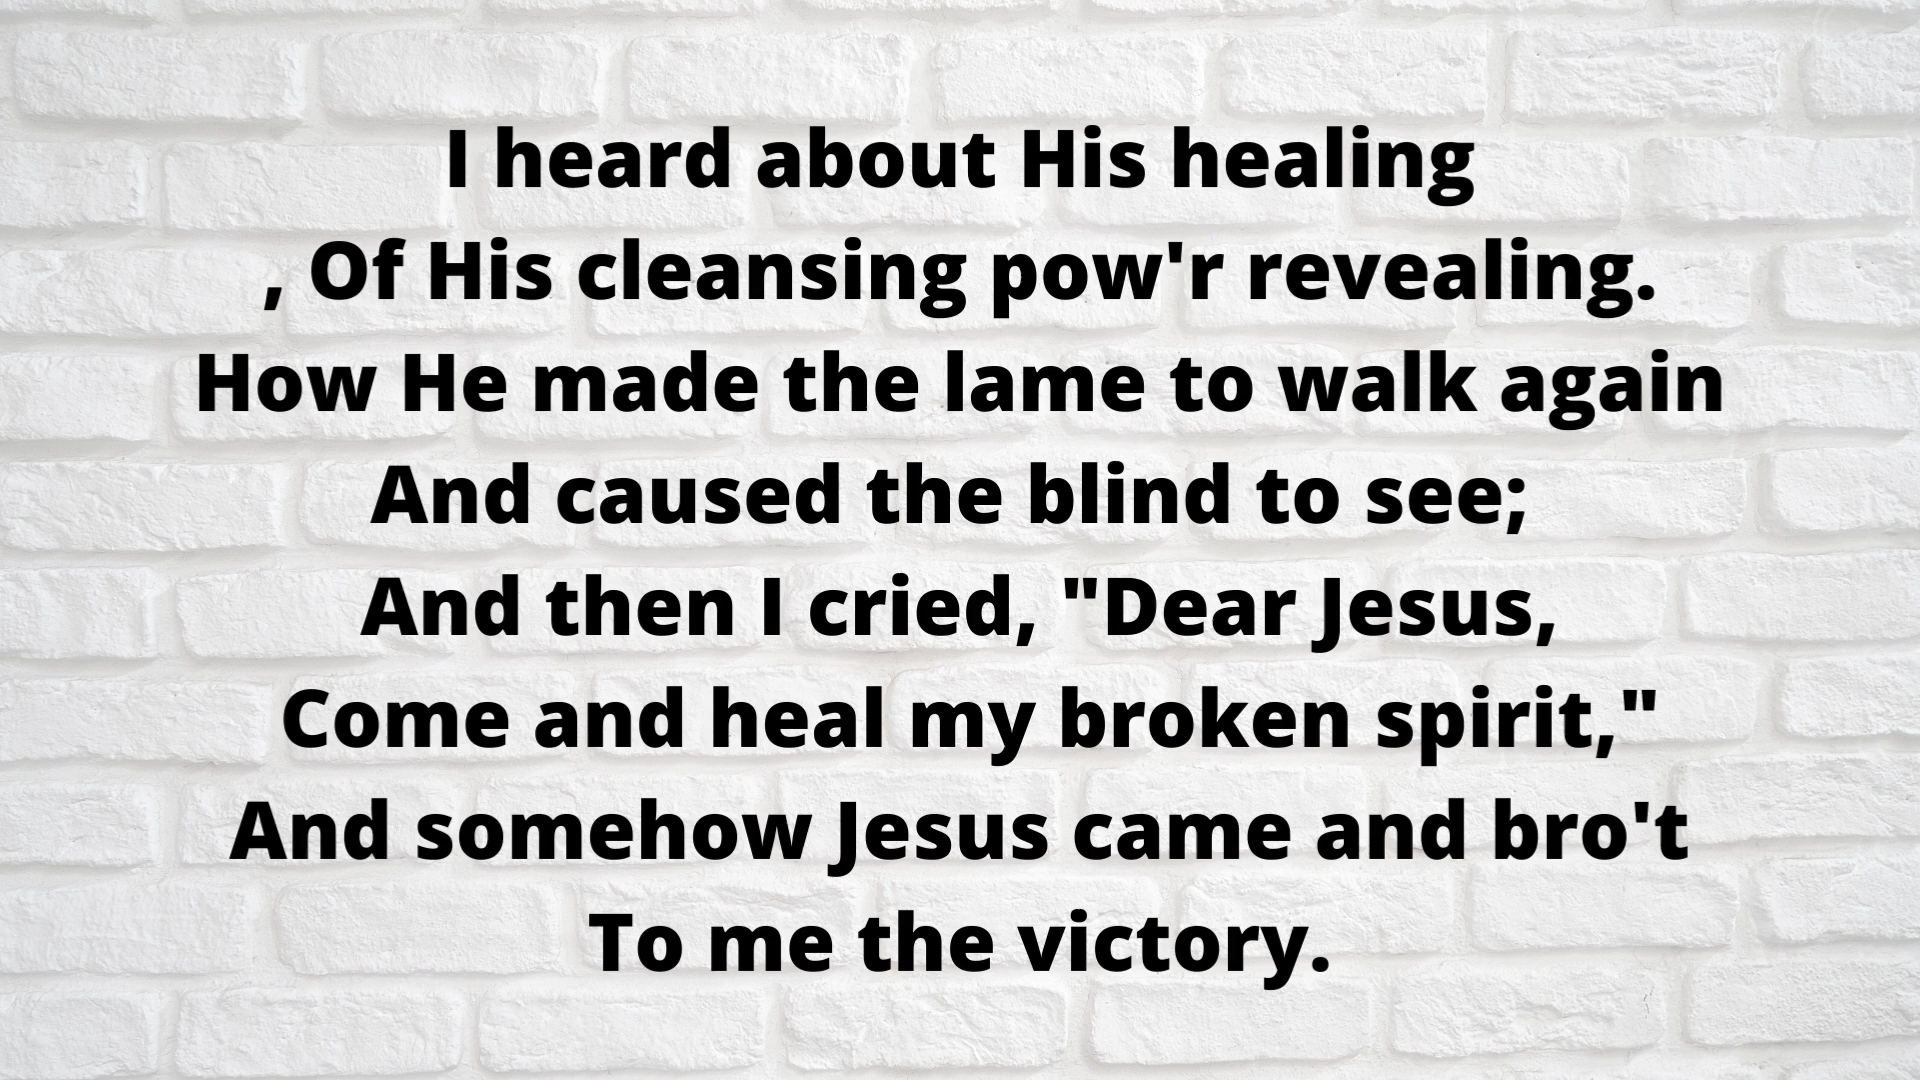 I heard about His healing
, Of His cleansing pow'r revealing.
How He made the lame to walk again
And caused the blind to see;
And then I cried, "Dear Jesus,
Come and heal my broken spirit,"
And somehow Jesus came and bro't
To me the victory.